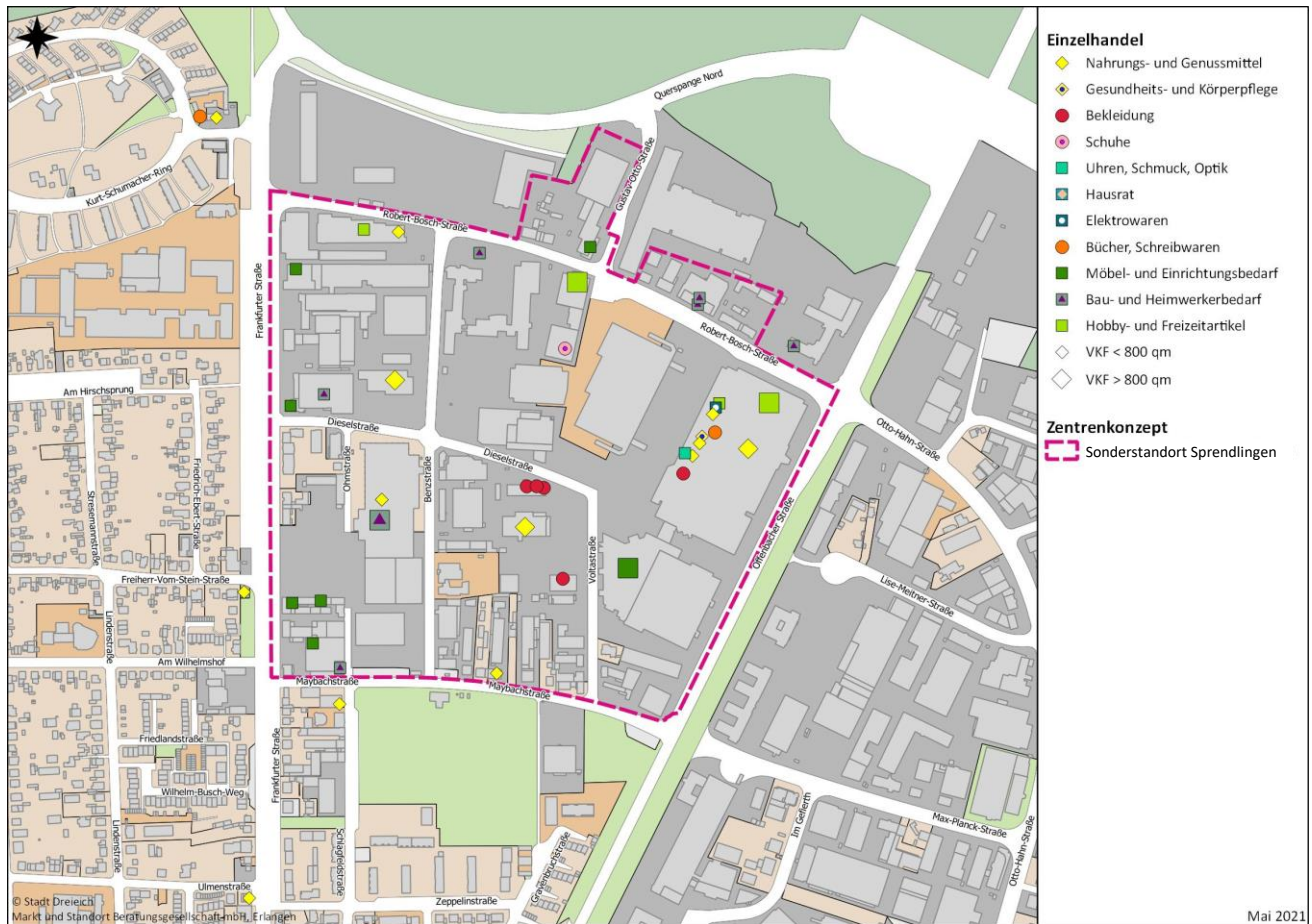 Querspange Nord
Kurt-Schumacher-Ring
Gustav-Otto-Straße
Robert-Bosch-Straße
Frankfurter Straße
Robert-Bosch-Straße
Am Hirschsprung
Dieselstraße
Otto-Hahn-Straße
Friedrich-Ebert-Straße
Stresemannstraße
Ohmstraße
Benzstraße
Dieselstraße
Voltastraße
Offenbacher Straße
Freiherr-Vom-Stein-Straße
Lise-Meitner-Straße
Lindenstraße
Am Wilhelmshof
Maybachstraße
Maybachstraße
Friedlandstraße
Frankfurter Straße
Wilhelm-Busch-Weg
Im Gefierth
Max-Planck-Straße
Lindenstraße
Schlagfeldstraße
Gravenbruchstraße
Otto-Hahn-Straße
Ulmenstraße
Zeppelinstraße
© Stadt Dreieich
Markt und Standort Beratungsgesellschaft mbH, Erlangen
Einzelhandel
Nahrungs- und Genussmittel
Gesundheits- und Körperpflege
Bekleidung
Schuhe
Uhren, Schmuck, Optik
Hausrat
Elektrowaren
Bücher, Schreibwaren
Möbel- und Einrichtungsbedarf
Bau- und Heimwerkerbedarf
Hobby- und Freizeitartikel
VKF < 800 qm
VKF > 800 qm
Zentrenkonzept
Sonderstandort Sprendlingen
Mai 2021